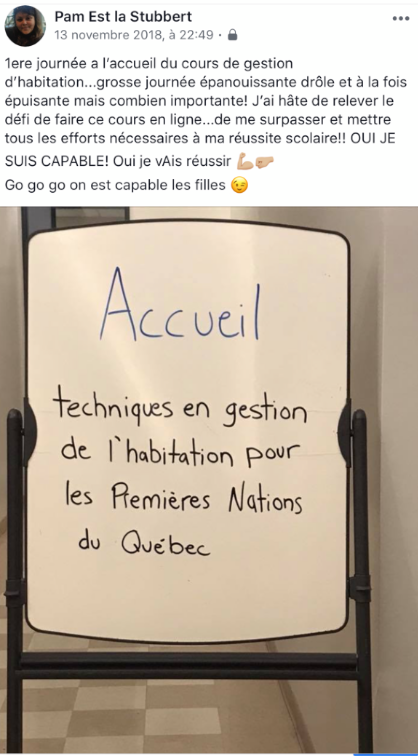 Pam Est la Stubbert
13 novembre 2018, à 22:49 ·
1ere journée a l'accueil du cours de gestion
d'habitation...grosse journée épanouissante drôle et à la fois
épuisante mais combien importante! J'ai hâte de relever le
défi de faire ce cours en ligne...de me surpasser et mettre
tous les efforts nécessaires à ma réussite scolaire!! OUI JE
SUIS CAPABLE! Oui je vAis réussir 💪🏼🤛🏼
Go go go on est capable les filles 😉
Accueil
techniques en gestion
de l'habitation pour
les Premières Nations
du Québec